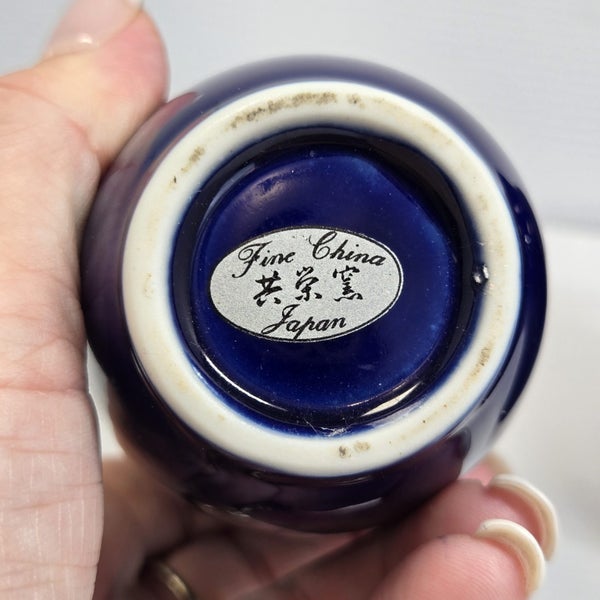 Fine China
共栄窯
Japan